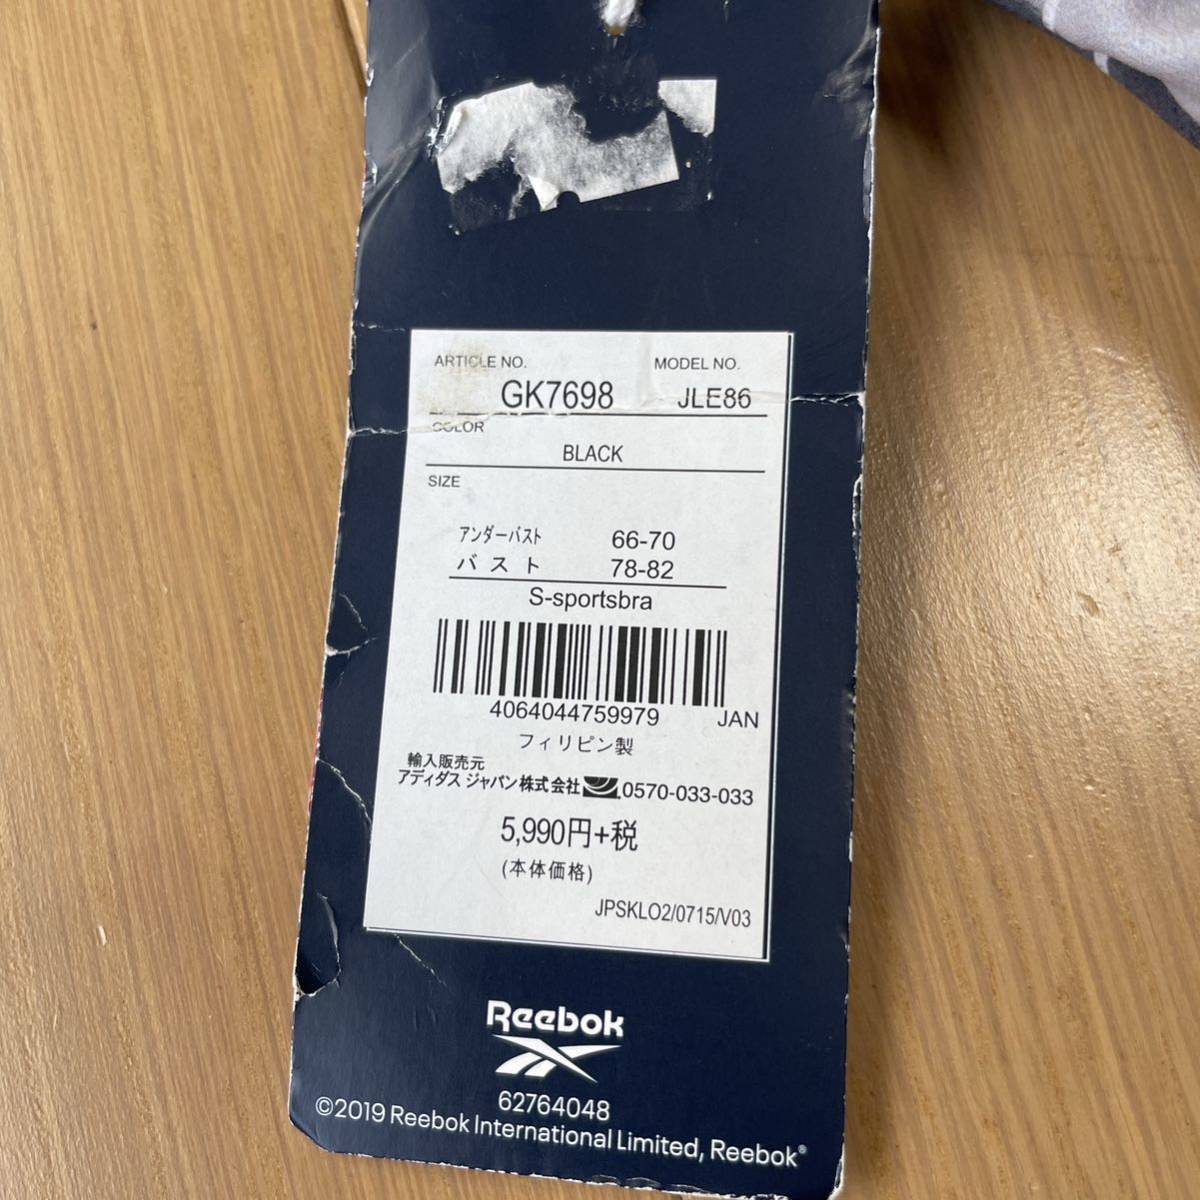 ARTICLE NO. MODEL NO.
GK7698 JLE86
COLOR
BLACK
SIZE
アンダーバスト 66-70
バスト 78-82
S-sportsbra
4064044759979 JAN
フィリピン製
輸入販売元
アディダス ジャパン株式会社 0570-033-033
5,990円+税
(本体価格)
JPSKLO2/0715/V03
Reebok
62764048
©2019 Reebok International Limited, Reebok®